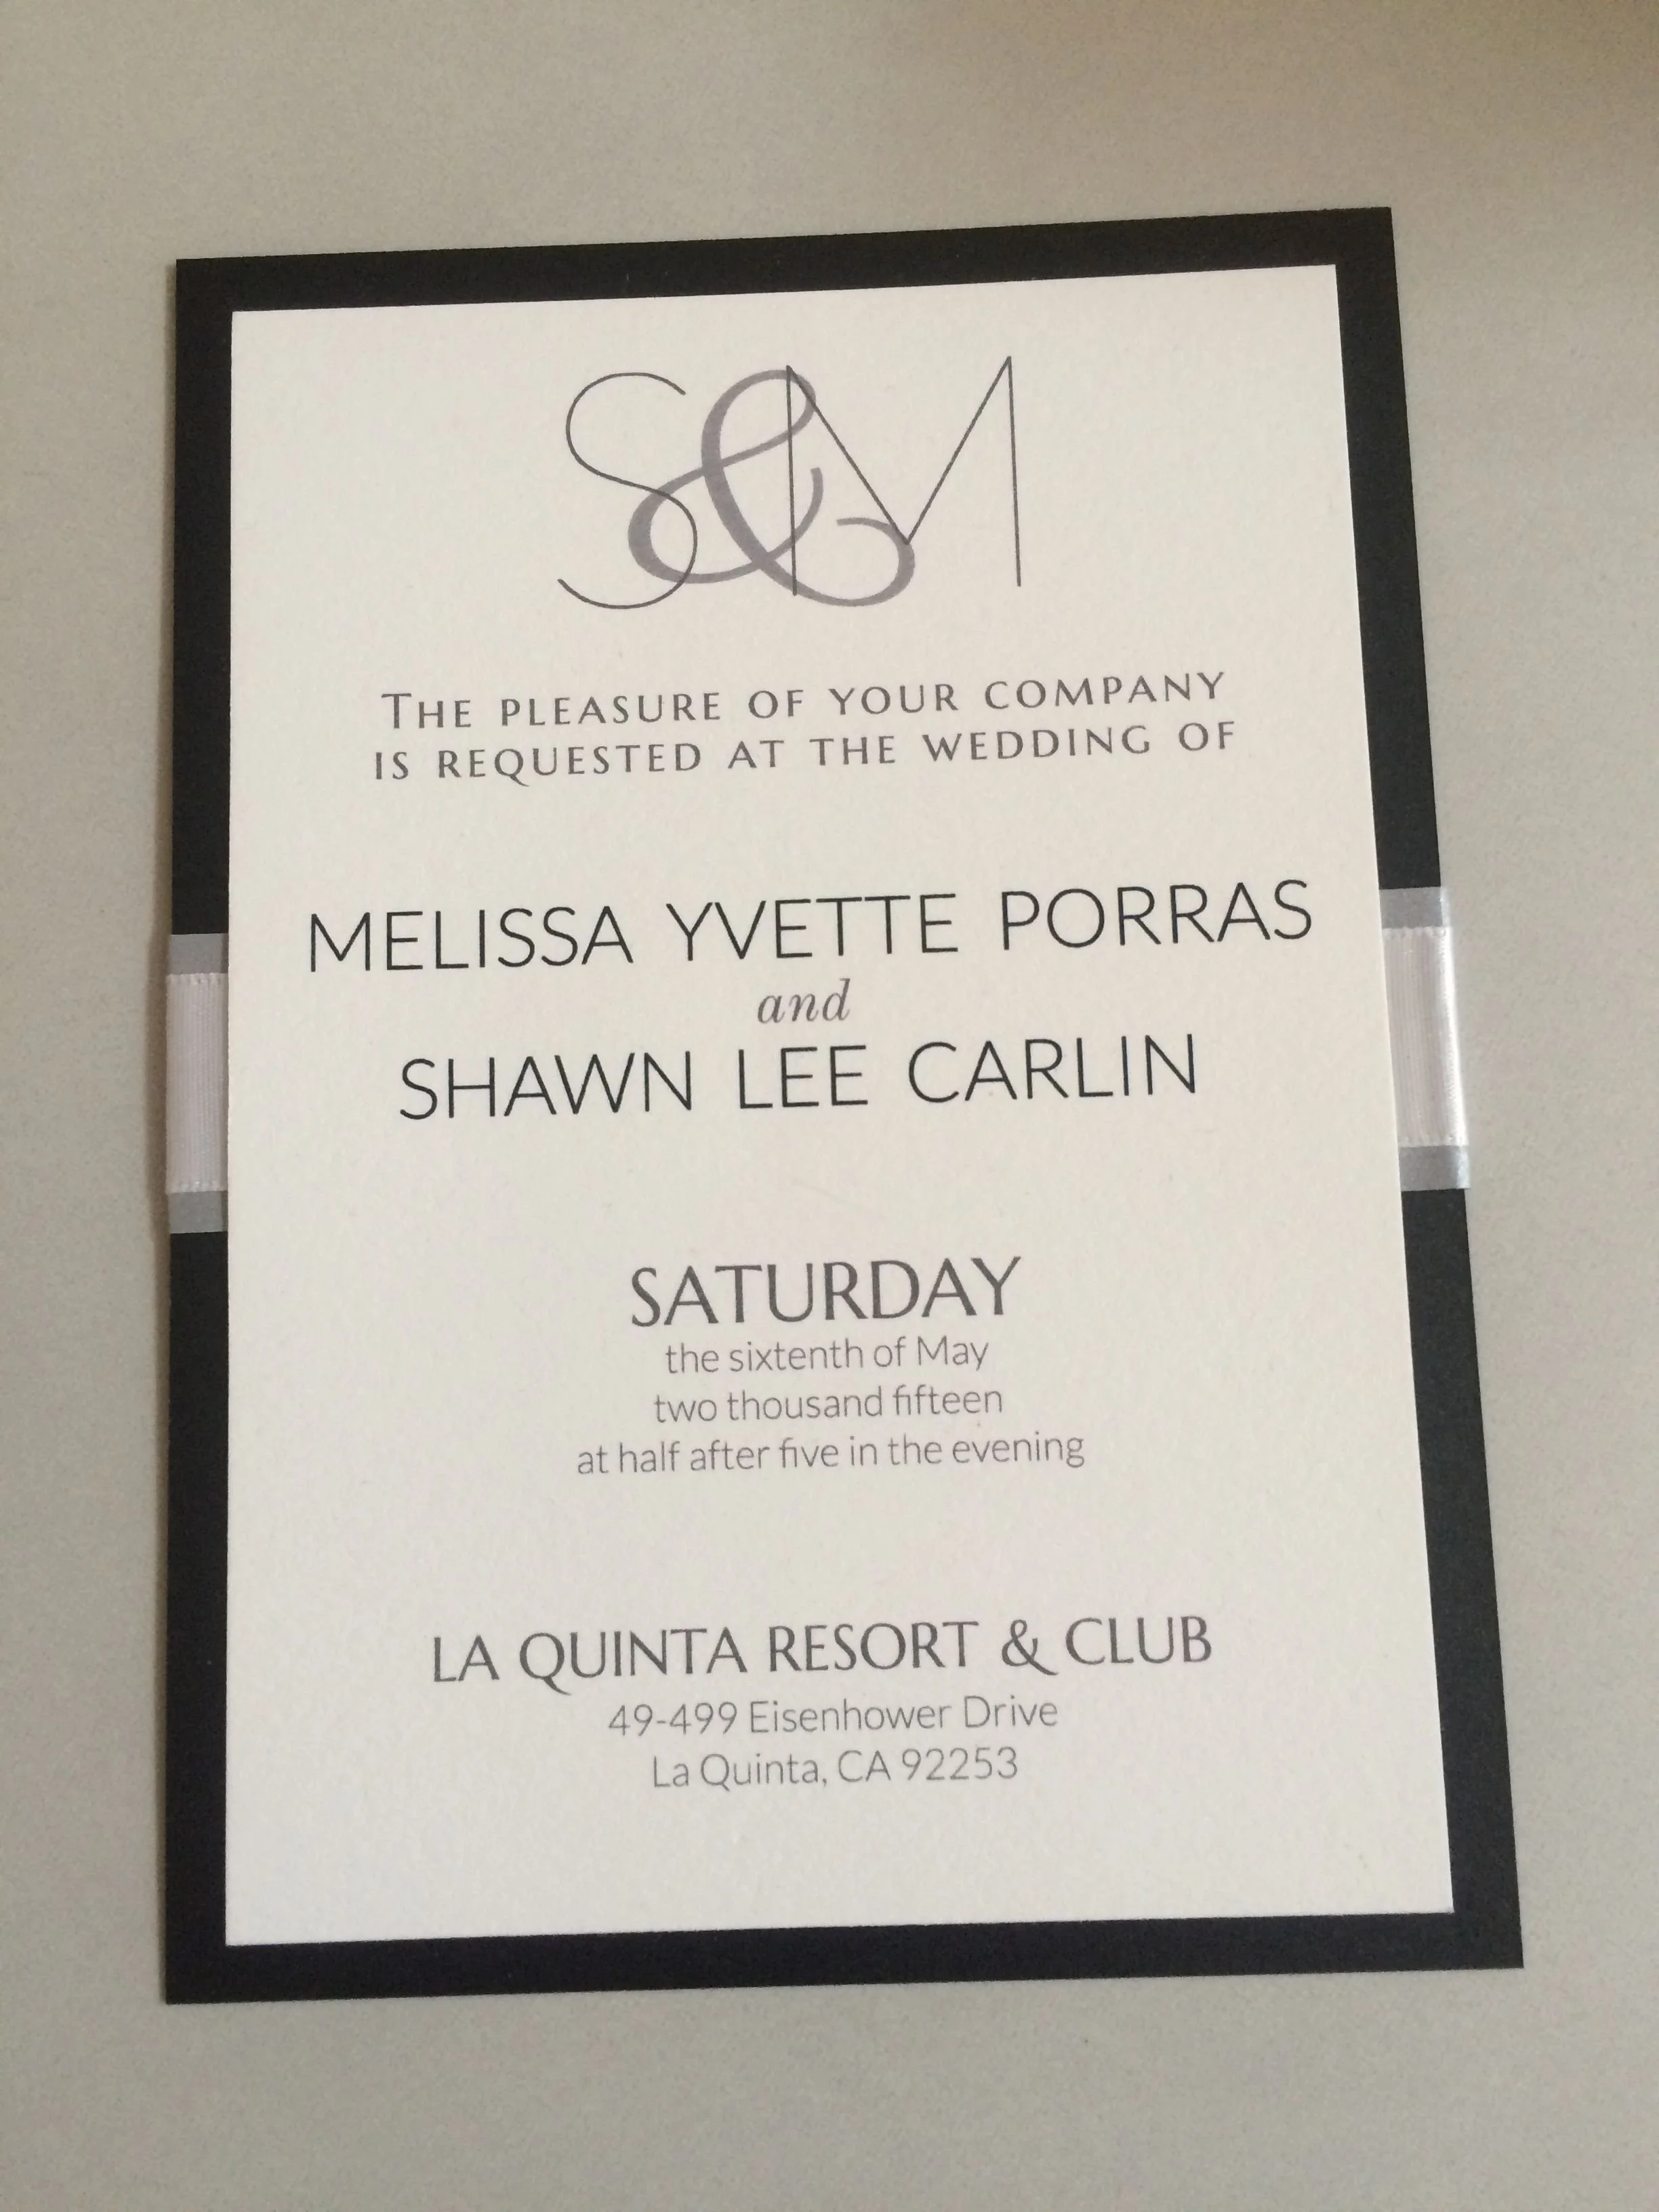 S&M
THE PLEASURE OF YOUR COMPANY
IS REQUESTED AT THE WEDDING OF
MELISSA YVETTE PORRAS
and
SHAWN LEE CARLIN
SATURDAY
the sixtenth of May
two thousand fifteen
at half after five in the evening
LA QUINTA RESORT & CLUB
49-499 Eisenhower Drive
La Quinta, CA 92253